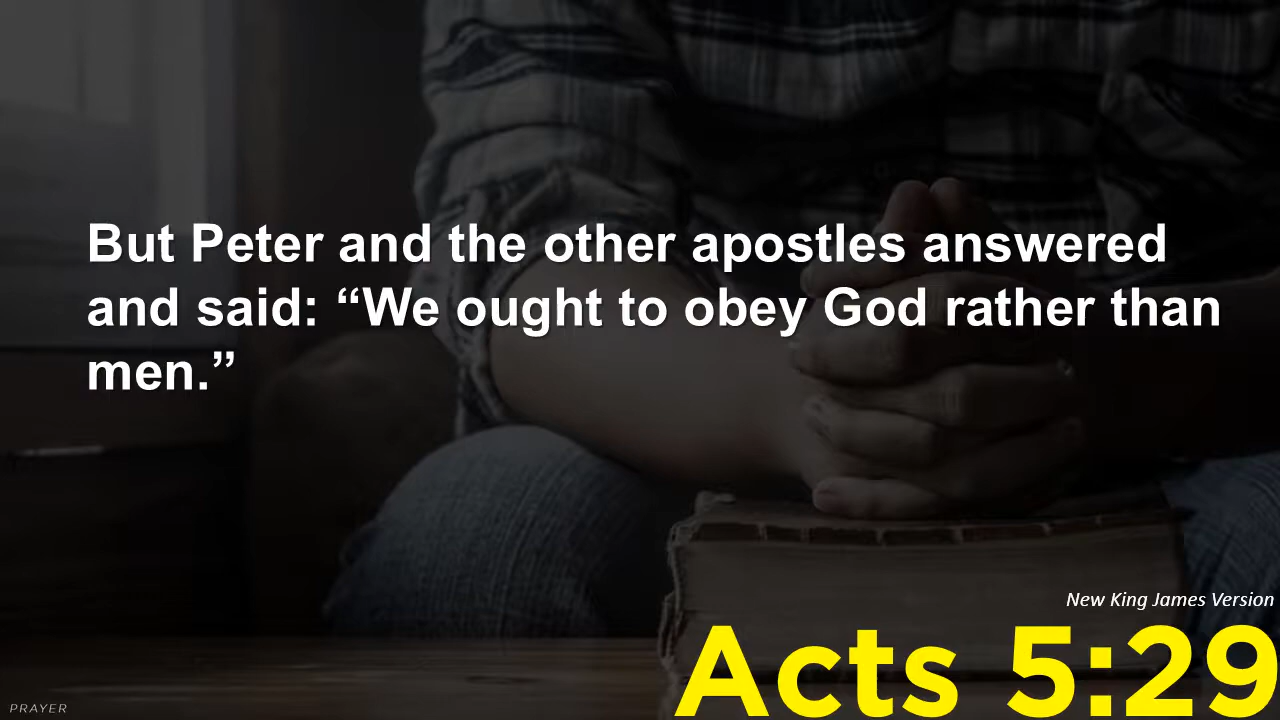 But Peter and the other apostles answered
and said: “We ought to obey God rather than
men.”
New King James Version
Acts 5:29
PRAYER